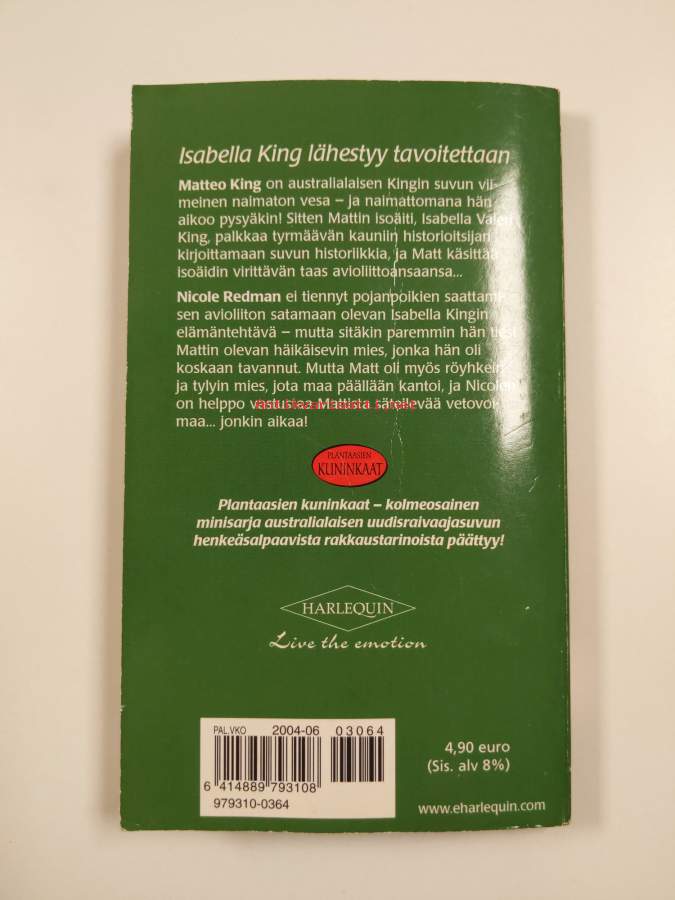 Isabella King lähestyy tavoitettaan
Matteo King on australialaisen Kingin suvun vii-
meinen naimaton vesa – ja naimattomana hän
aikoo pysyäkin! Sitten Mattin isoäiti, Isabella Valeri
King, palkkaa tyrmäävän kauniin historioitsijan
kirjoittamaan suvun historiikkia, ja Matt käsittää
isoäidin virittävän taas avioliittoansaansa...
Nicole Redman ei tiennyt pojanpoikien saattami-
sen avioliiton satamaan olevan Isabella Kingin
elämäntehtävä – mutta sitäkin paremmin hän tiesi
Mattin olevan häikäisevin mies, jonka hän oli
koskaan tavannut. Mutta Matt oli myös röyhkein
ja tylyin mies, jota maa päällään kantoi, ja Nicolen
on helppo vastustaa Mattista säteilevää vetovoi-
maa... jonkin aikaa!
PLANTAASIEN
KUNINKAAT
Plantaasien kuninkaat – kolmeosainen
minisarja australialaisen uudisraivaajasuvun
henkeäsalpaavista rakkaustarinoista päättyy!
HARLEQUIN
Live the emotion
PAL.VKO 2004-06 03064
6 414889 793108
979310-0364
4,90 euro
(Sis. alv 8%)
www.eharlequin.com